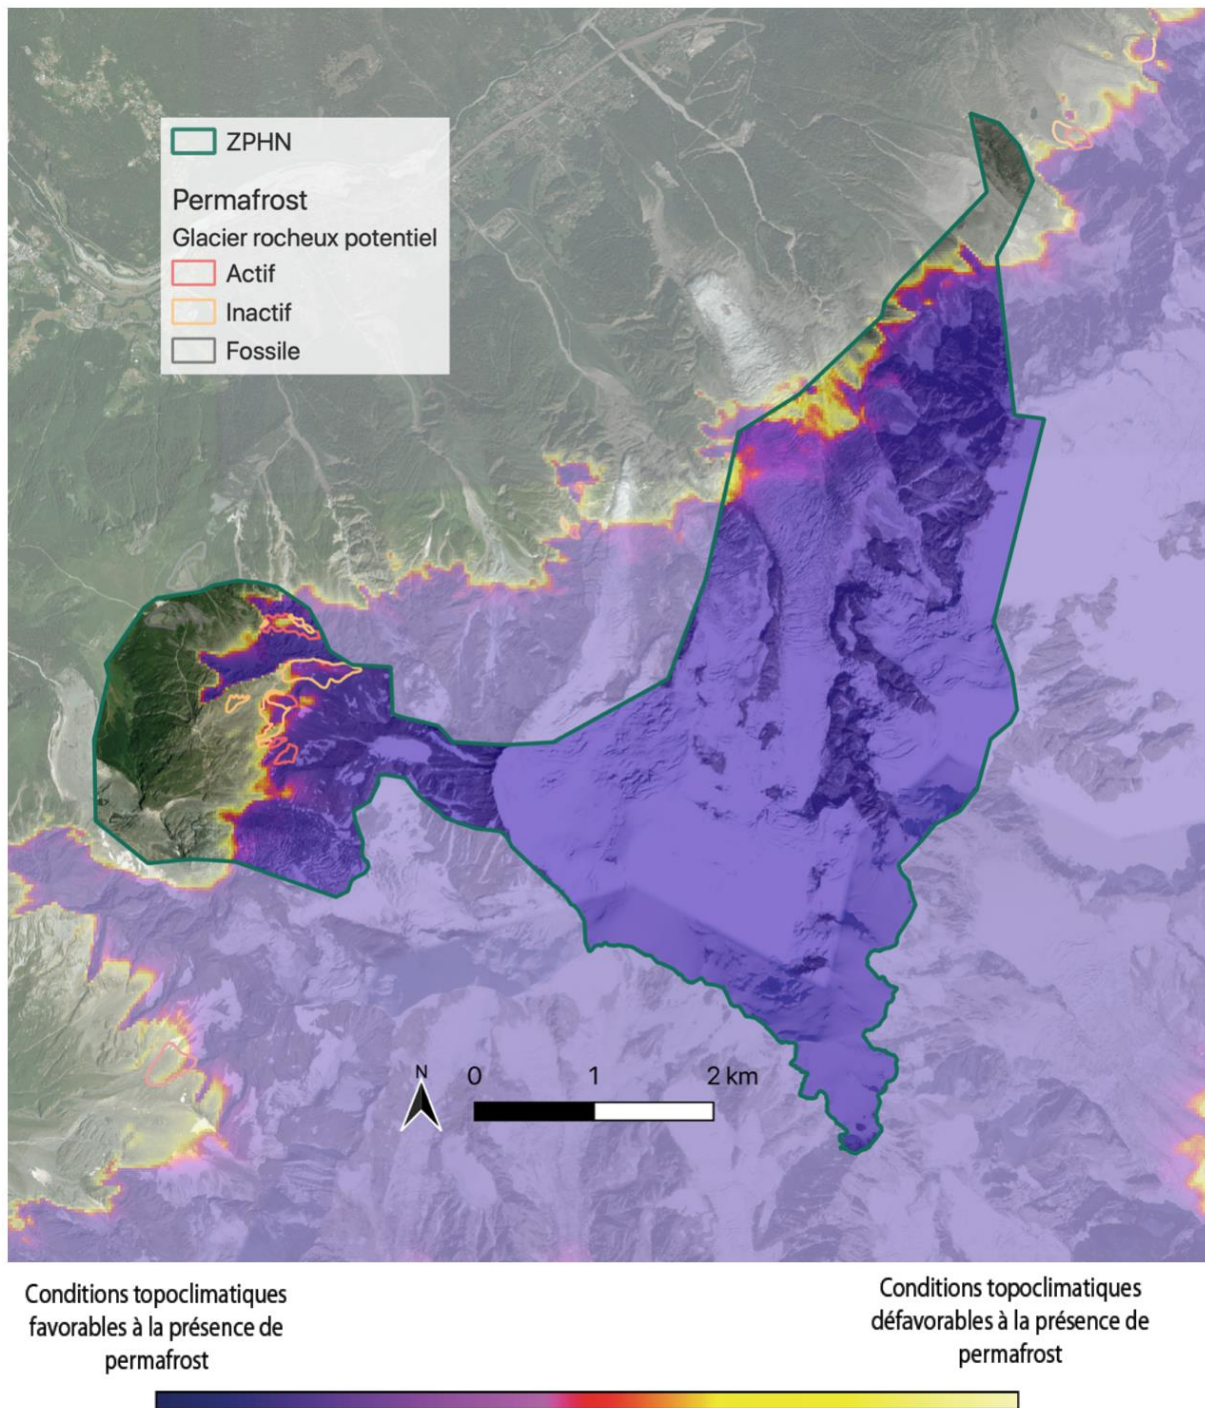 ZPHN
Permafrost
Glacier rocheux potentiel
Actif
Inactif
Fossile
N
0 1 2 km
Conditions topoclimatiques
favorables à la présence de
permafrost
Conditions topoclimatiques
défavorables à la présence de
permafrost